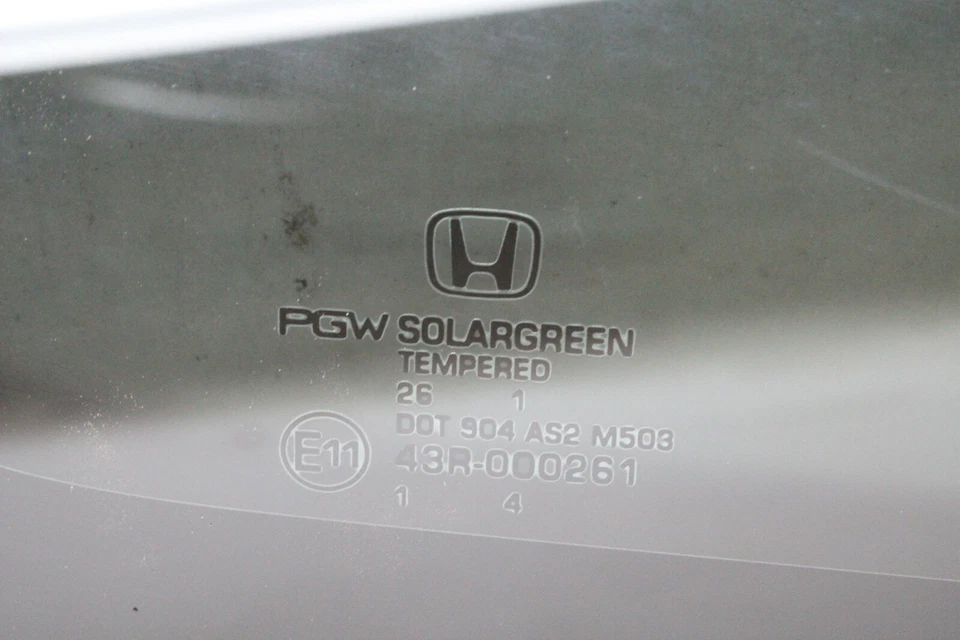 PGW SOLARGREEN
TEMPERED
26 1
DOT 904 AS2 M503
E11 43R-000261
1 4